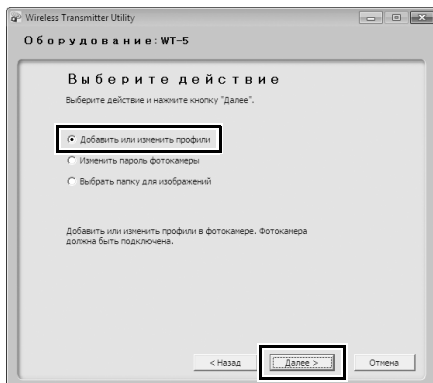 Wireless Transmitter Utility
Оборудование: WT-5
Выберите действие
Выберите действие и нажмите кнопку "Далее".
Добавить или изменить профили
Изменить пароль фотокамеры
Выбрать папку для изображений
Добавить или изменить профили в фотокамере. Фотокамера
должна быть подключена.
< Назад
Далее >
Отмена